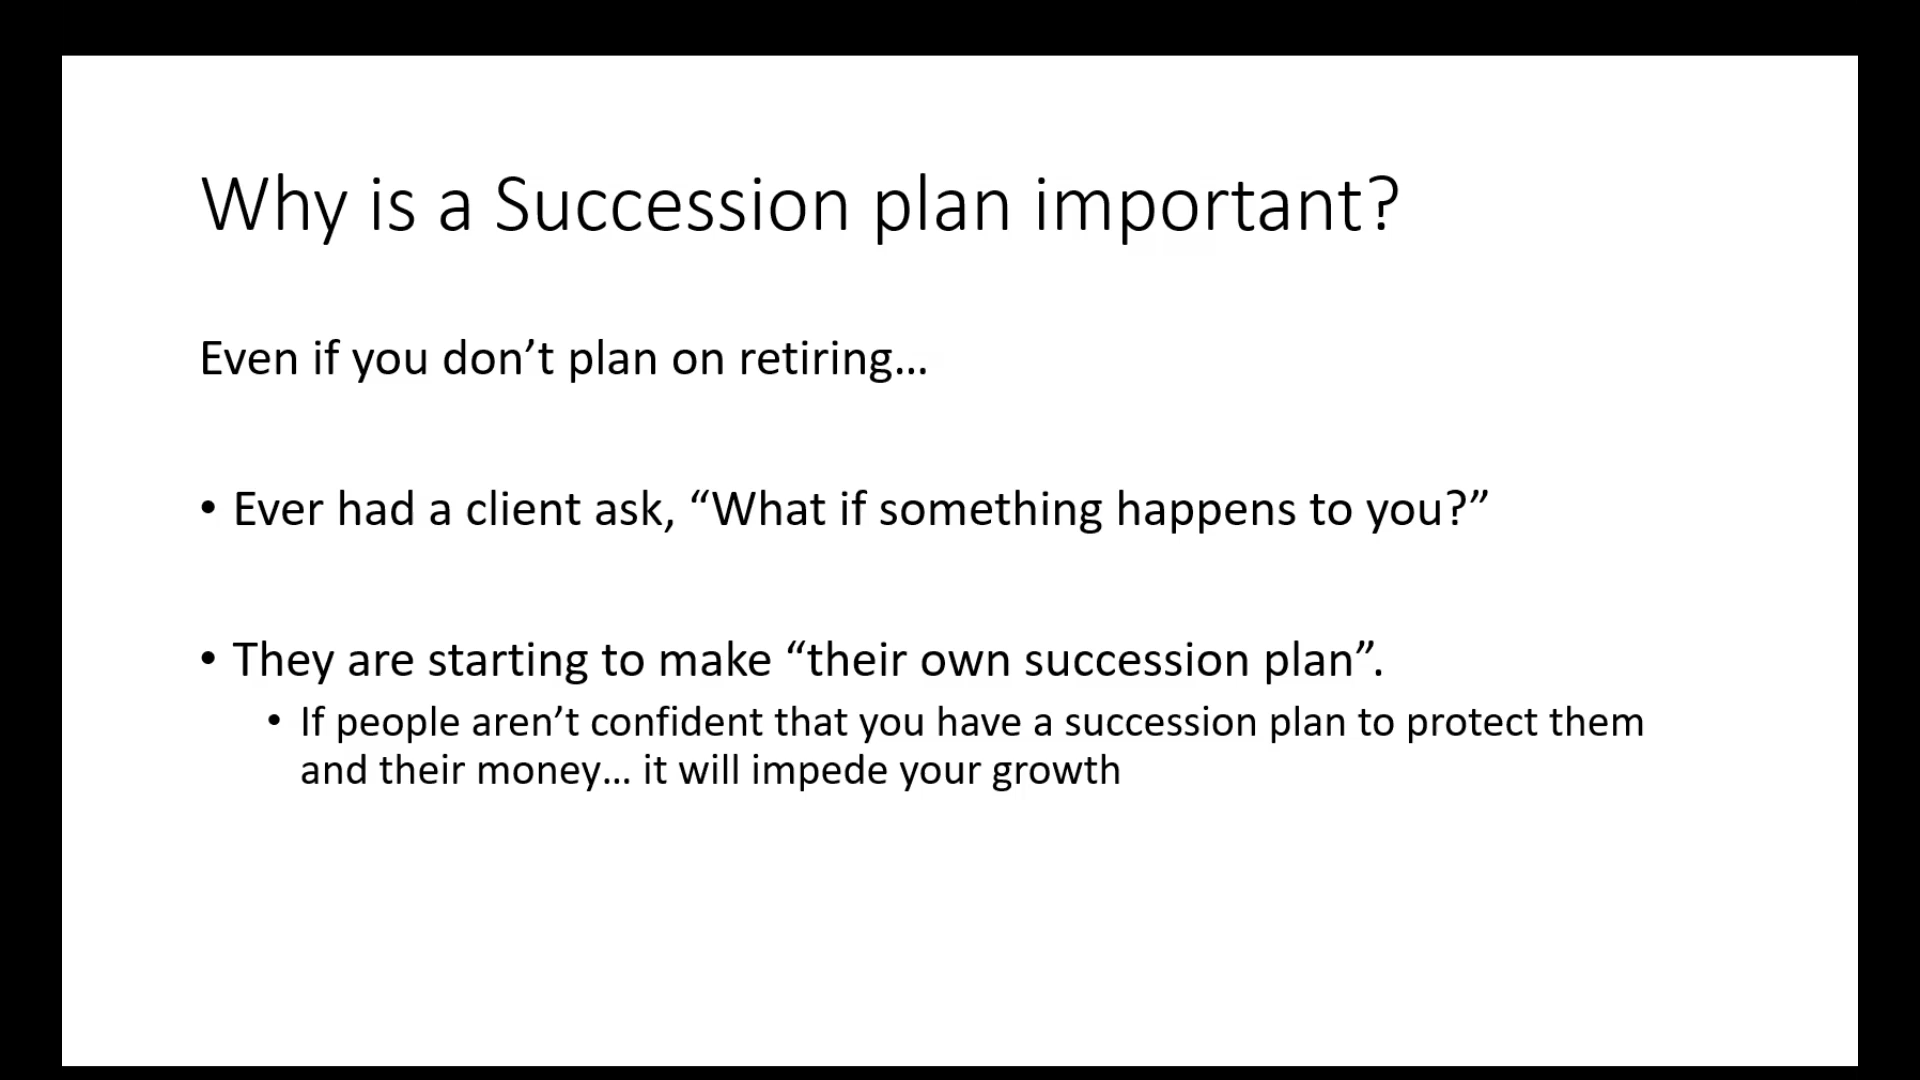 Why is a Succession plan important?
Even if you don’t plan on retiring…
• Ever had a client ask, “What if something happens to you?”
• They are starting to make “their own succession plan”.
• If people aren’t confident that you have a succession plan to protect them
and their money… it will impede your growth